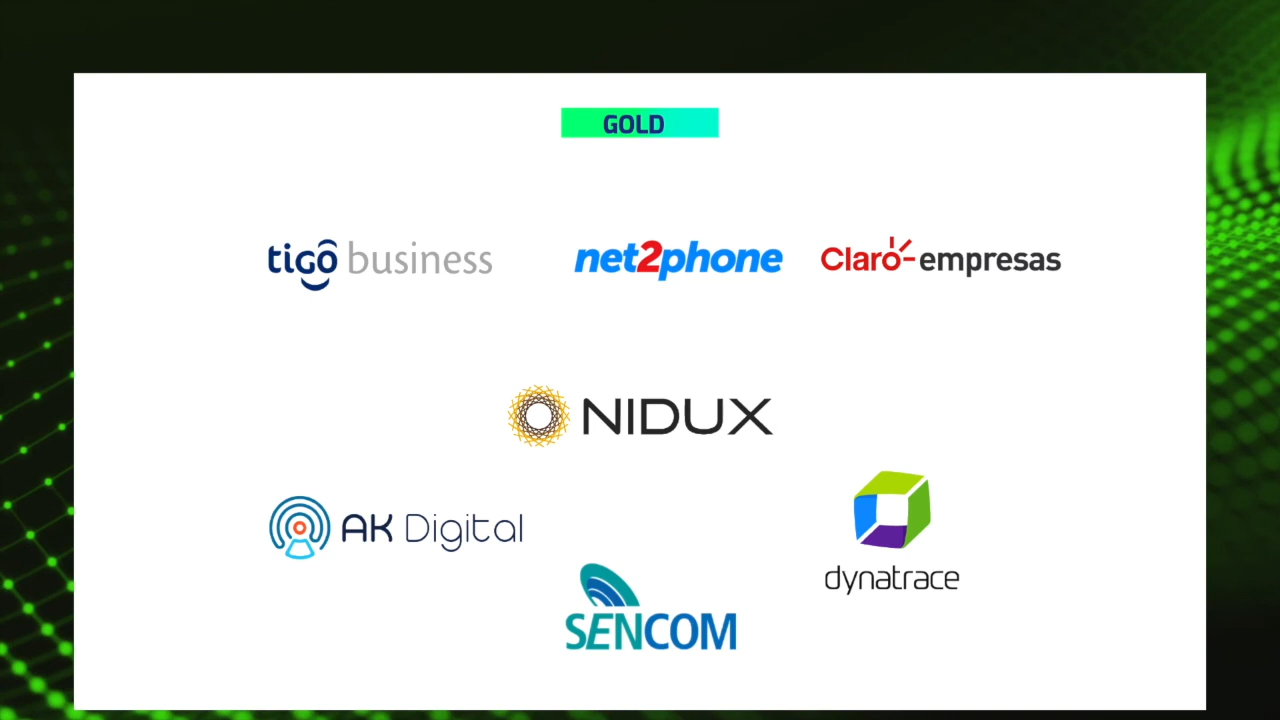 GOLD
tigo business
net2phone
Claro empresas
NIDUX
AK Digital
dynatrace
SENCOM